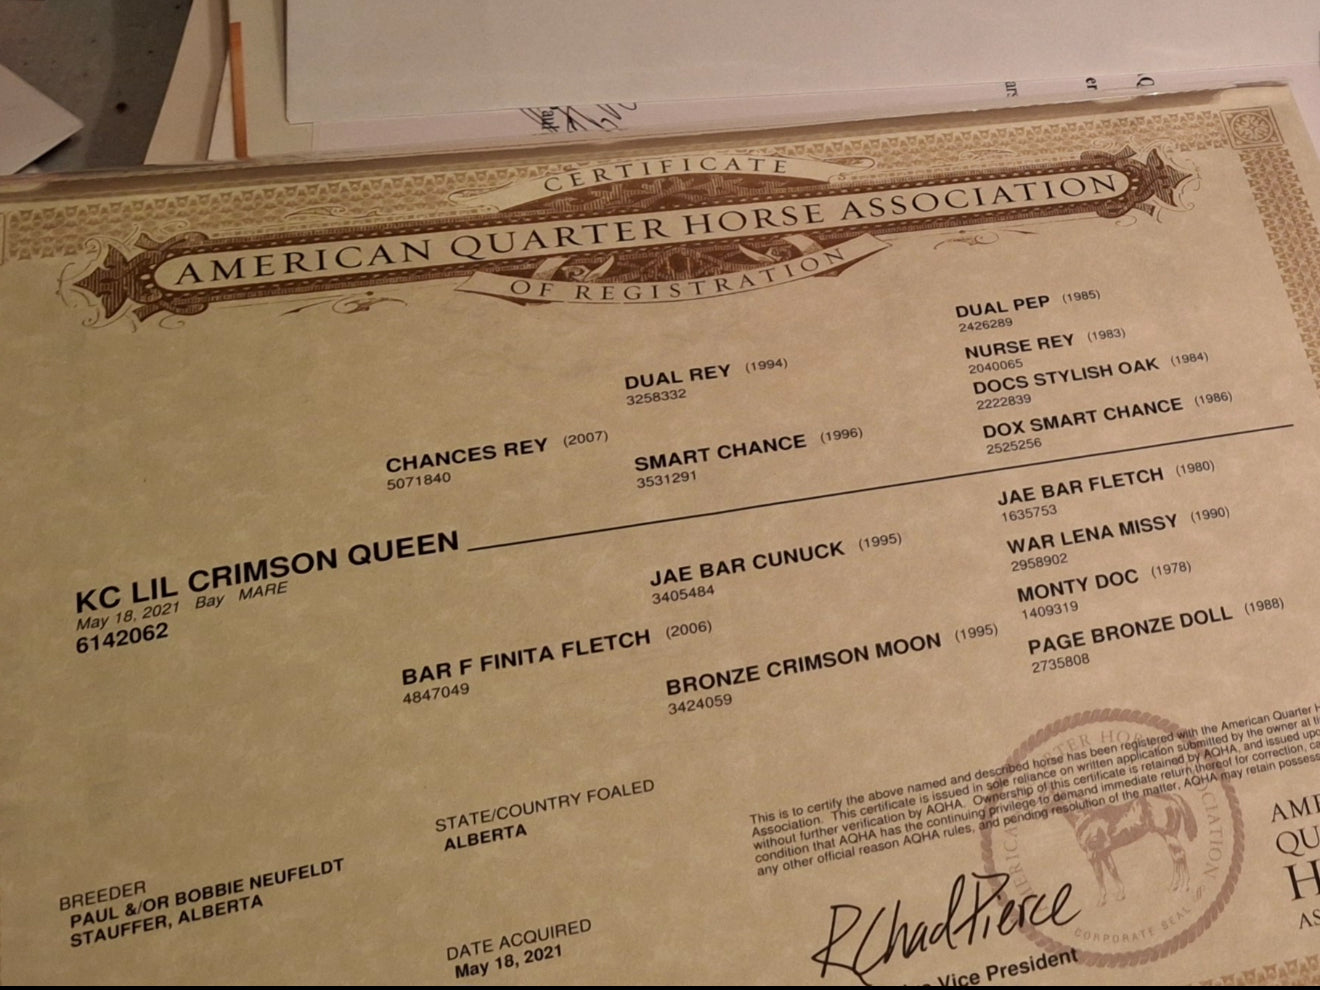 CERTIFICATE
AMERICAN QUARTER HORSE ASSOCIATION
OF REGISTRATION
DUAL PEP (1985)
2426289
NURSE REY (1983)
2040065
DUAL REY (1994)
3258332
DOCS STYLISH OAK (1984)
2222839
CHANCES REY (2007)
5071840
SMART CHANCE (1996)
3531291
DOX SMART CHANCE (1986)
2525256
KC LIL CRIMSON QUEEN
May 18, 2021 Bay MARE
6142062
JAE BAR FLETCH (1980)
1635753
JAE BAR CUNUCK (1995)
3405484
WAR LENA MISSY (1990)
2958902
BAR F FINITA FLETCH (2006)
4847049
MONTY DOC (1978)
1409319
BRONZE CRIMSON MOON (1995)
3424059
PAGE BRONZE DOLL (1988)
2735808
STATE/COUNTRY FOALED
ALBERTA
This is to certify the above named and described horse has been registered with the American Quarter H
Association. This certificate is issued in sole reliance on written application submitted by the owner at
without further verification by AQHA. Ownership of this certificate is retained by AQHA, and issued upo
condition that AQHA has the continuing privilege to demand immediate return thereof for correction, ca
any other official reason AQHA rules, and pending resolution of the matter, AQHA may retain possess
BREEDER
PAUL &/OR BOBBIE NEUFELDT
STAUFFER, ALBERTA
DATE ACQUIRED
May 18, 2021
R Chad Pierce
Vice President
CORPORATE SEAL
AME
QU
H
AS